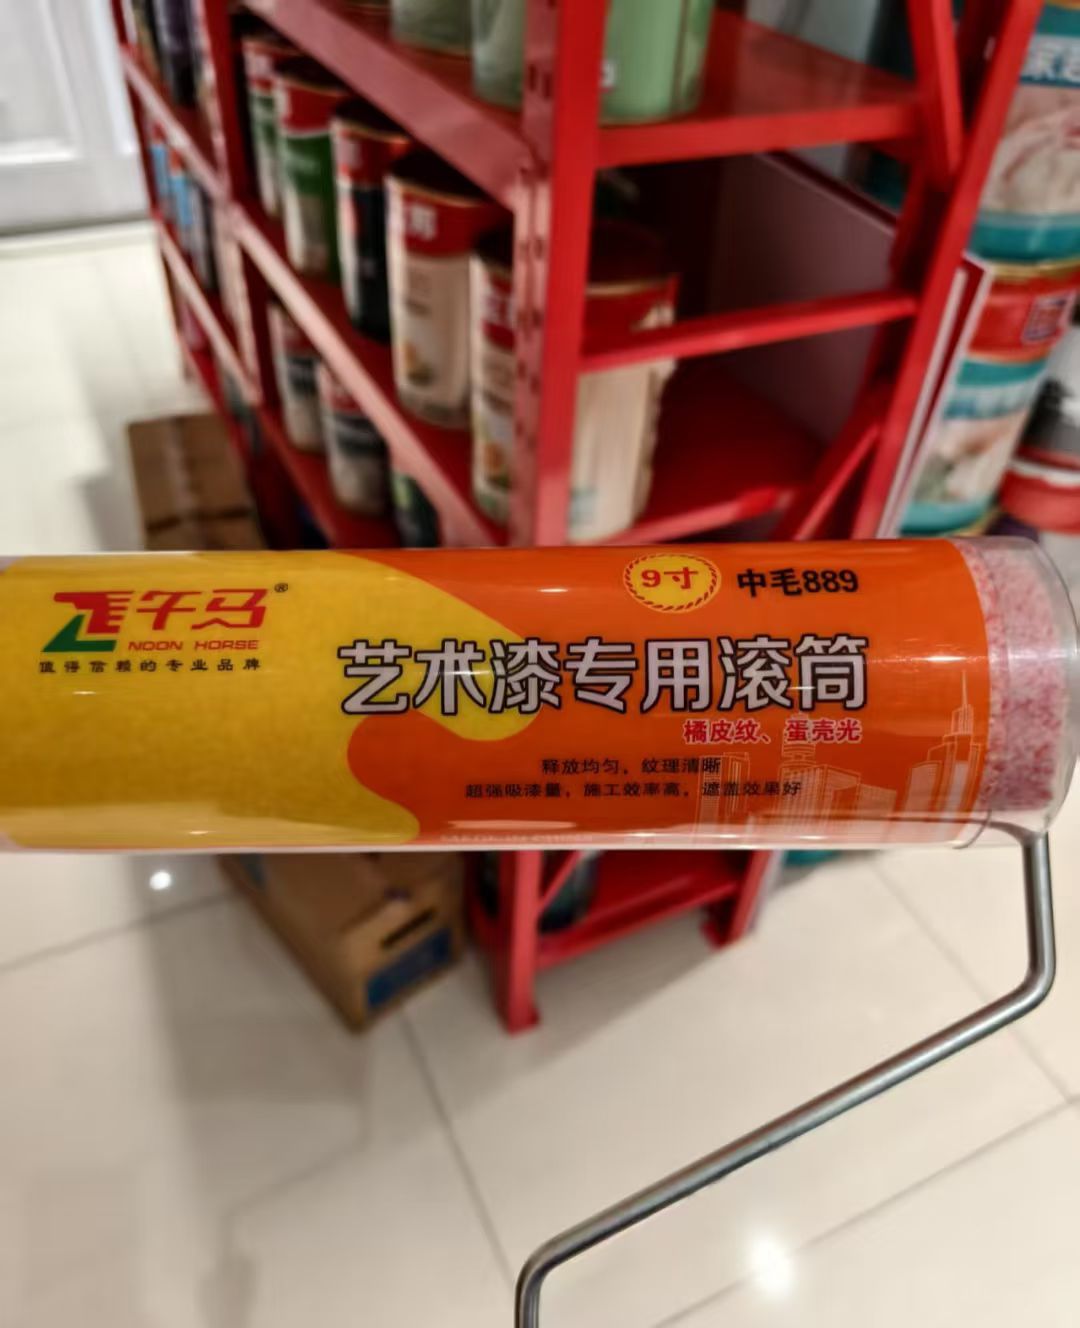 正午马®
NOON HORSE
值得信赖的专业品牌
9寸
中毛889
艺术漆专用滚筒
橘皮纹、蛋壳光
释放均匀，纹理清晰
超强吸漆量，施工效率高，遮盖效果好